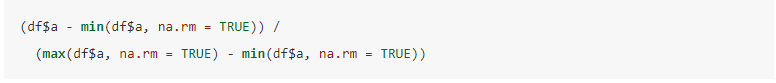 (df$a - min(df$a, na.rm = TRUE)) /
(max(df$a, na.rm = TRUE) - min(df$a, na.rm = TRUE))